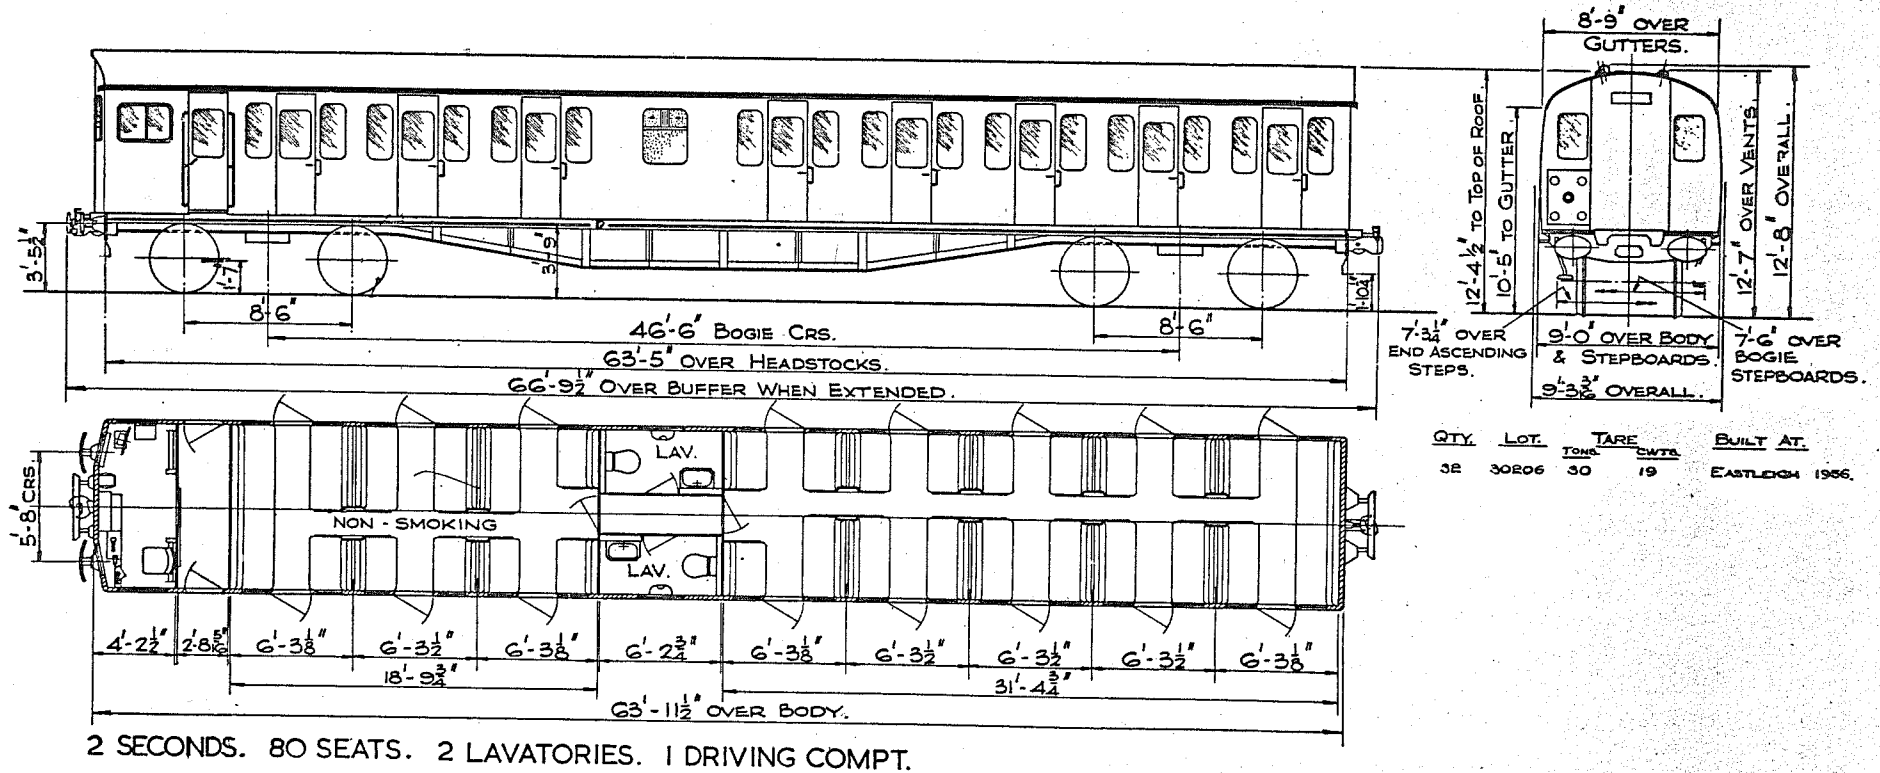 8'-9" OVER
GUTTERS.
3'-5½"
1'-7"
3'-9"
1'-10¼"
8'-6"
8'-6"
46'-6" BOGIE CRS.
63'-5" OVER HEADSTOCKS.
66'-9½" OVER BUFFER WHEN EXTENDED.
12'-4½" TO TOP OF ROOF.
10'-5" TO GUTTER.
12'-7" OVER VENTS.
12'-8" OVERALL.
7'-3¼" OVER
END ASCENDING
STEPS.
9'-0" OVER BODY
& STEPBOARDS.
7'-6" OVER
BOGIE
STEPBOARDS.
9'-3 3/16" OVERALL.
QTY. LOT. TARE BUILT AT.
TONS CWTS
32 30206 30 19 EASTLEIGH 1956.
5'-8" CRS.
LAV.
NON - SMOKING
LAV.
4'-2½" 2'-8 5/16" 6'-3⅛" 6'-3½" 6'-3⅛" 6'-2¾" 6'-3⅛" 6'-3½" 6'-3½" 6'-3½" 6'-3⅛"
18'-9¾" 31'-4¾"
63'-11½" OVER BODY.
2 SECONDS. 80 SEATS. 2 LAVATORIES. 1 DRIVING COMPT.